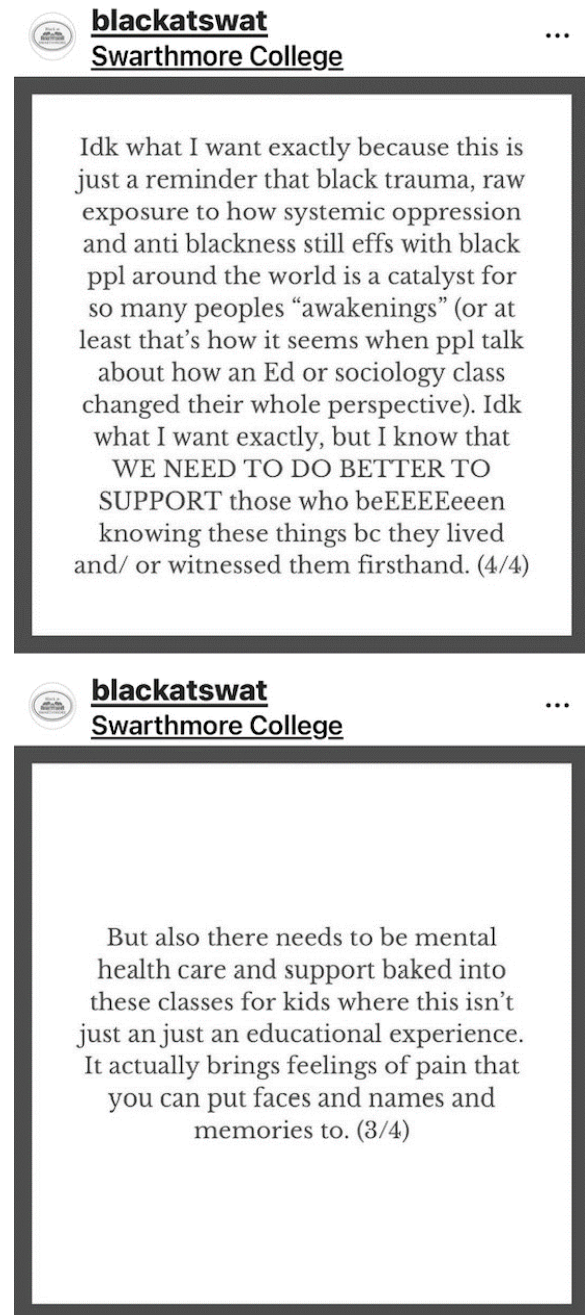 blackatswat
Swarthmore College
Idk what I want exactly because this is
just a reminder that black trauma, raw
exposure to how systemic oppression
and anti blackness still effs with black
ppl around the world is a catalyst for
so many peoples “awakenings” (or at
least that’s how it seems when ppl talk
about how an Ed or sociology class
changed their whole perspective). Idk
what I want exactly, but I know that
WE NEED TO DO BETTER TO
SUPPORT those who beEEEEeeen
knowing these things bc they lived
and/ or witnessed them firsthand. (4/4)
blackatswat
Swarthmore College
But also there needs to be mental
health care and support baked into
these classes for kids where this isn’t
just an just an educational experience.
It actually brings feelings of pain that
you can put faces and names and
memories to. (3/4)